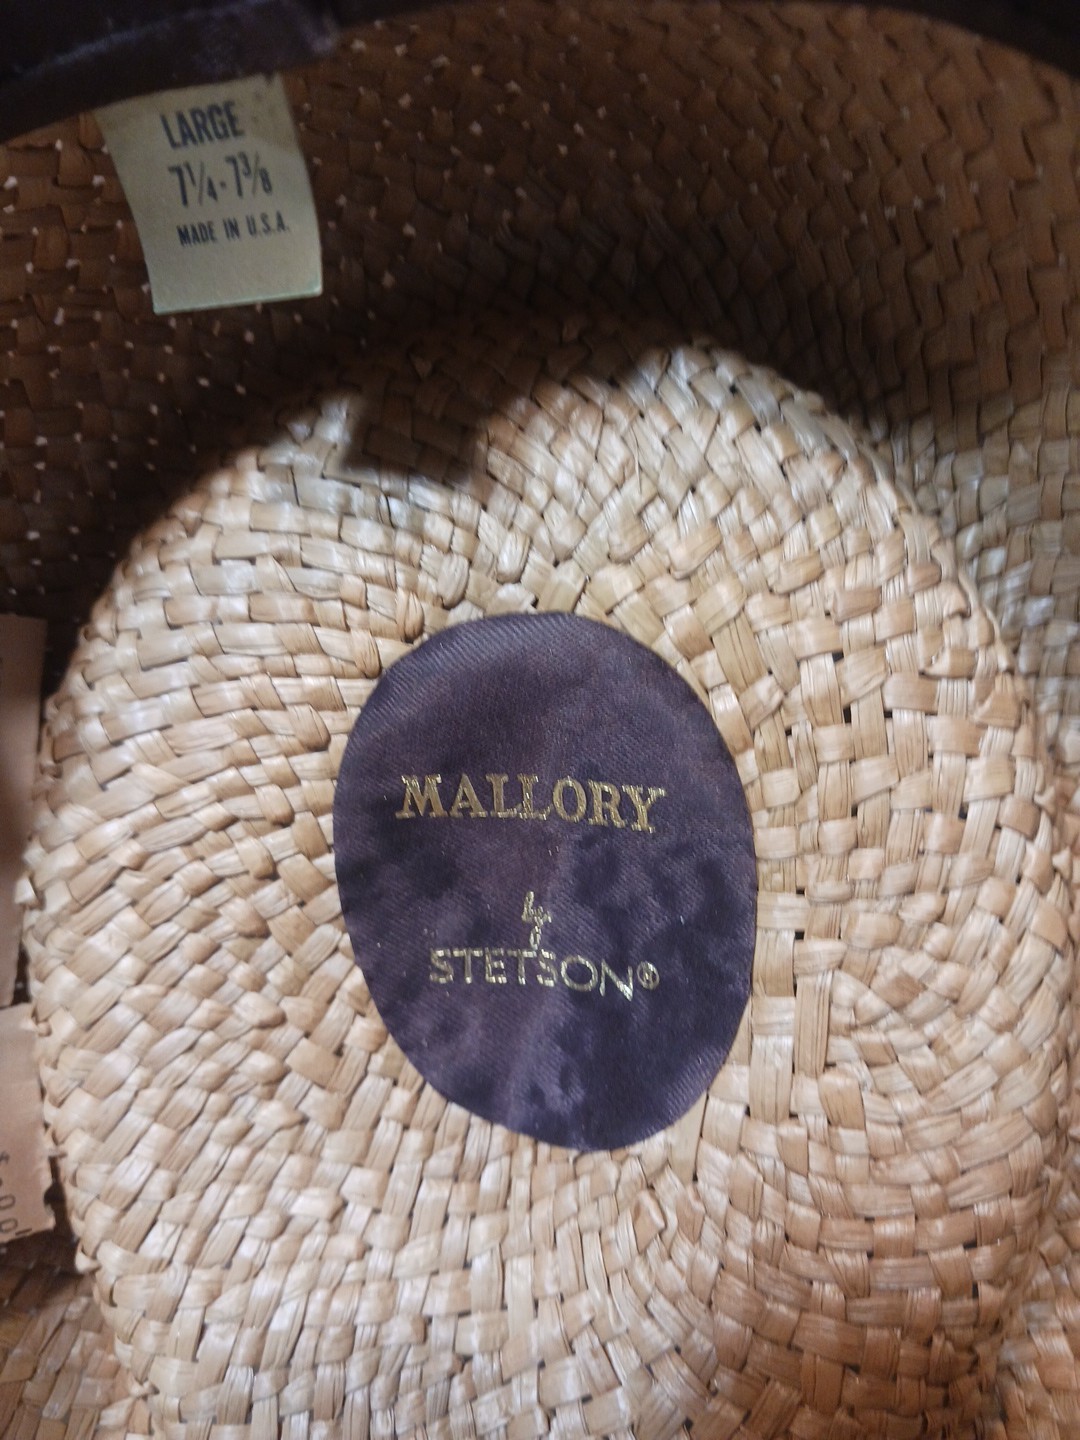 LARGE
7¼-7⅜
MADE IN U.S.A.
MALLORY
by
STETSON®